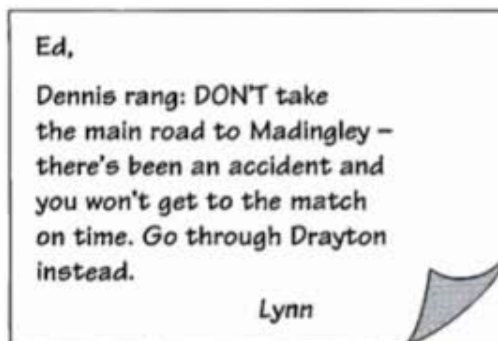 Ed,
Dennis rang: DON'T take
the main road to Madingley –
there's been an accident and
you won't get to the match
on time. Go through Drayton
instead.
Lynn